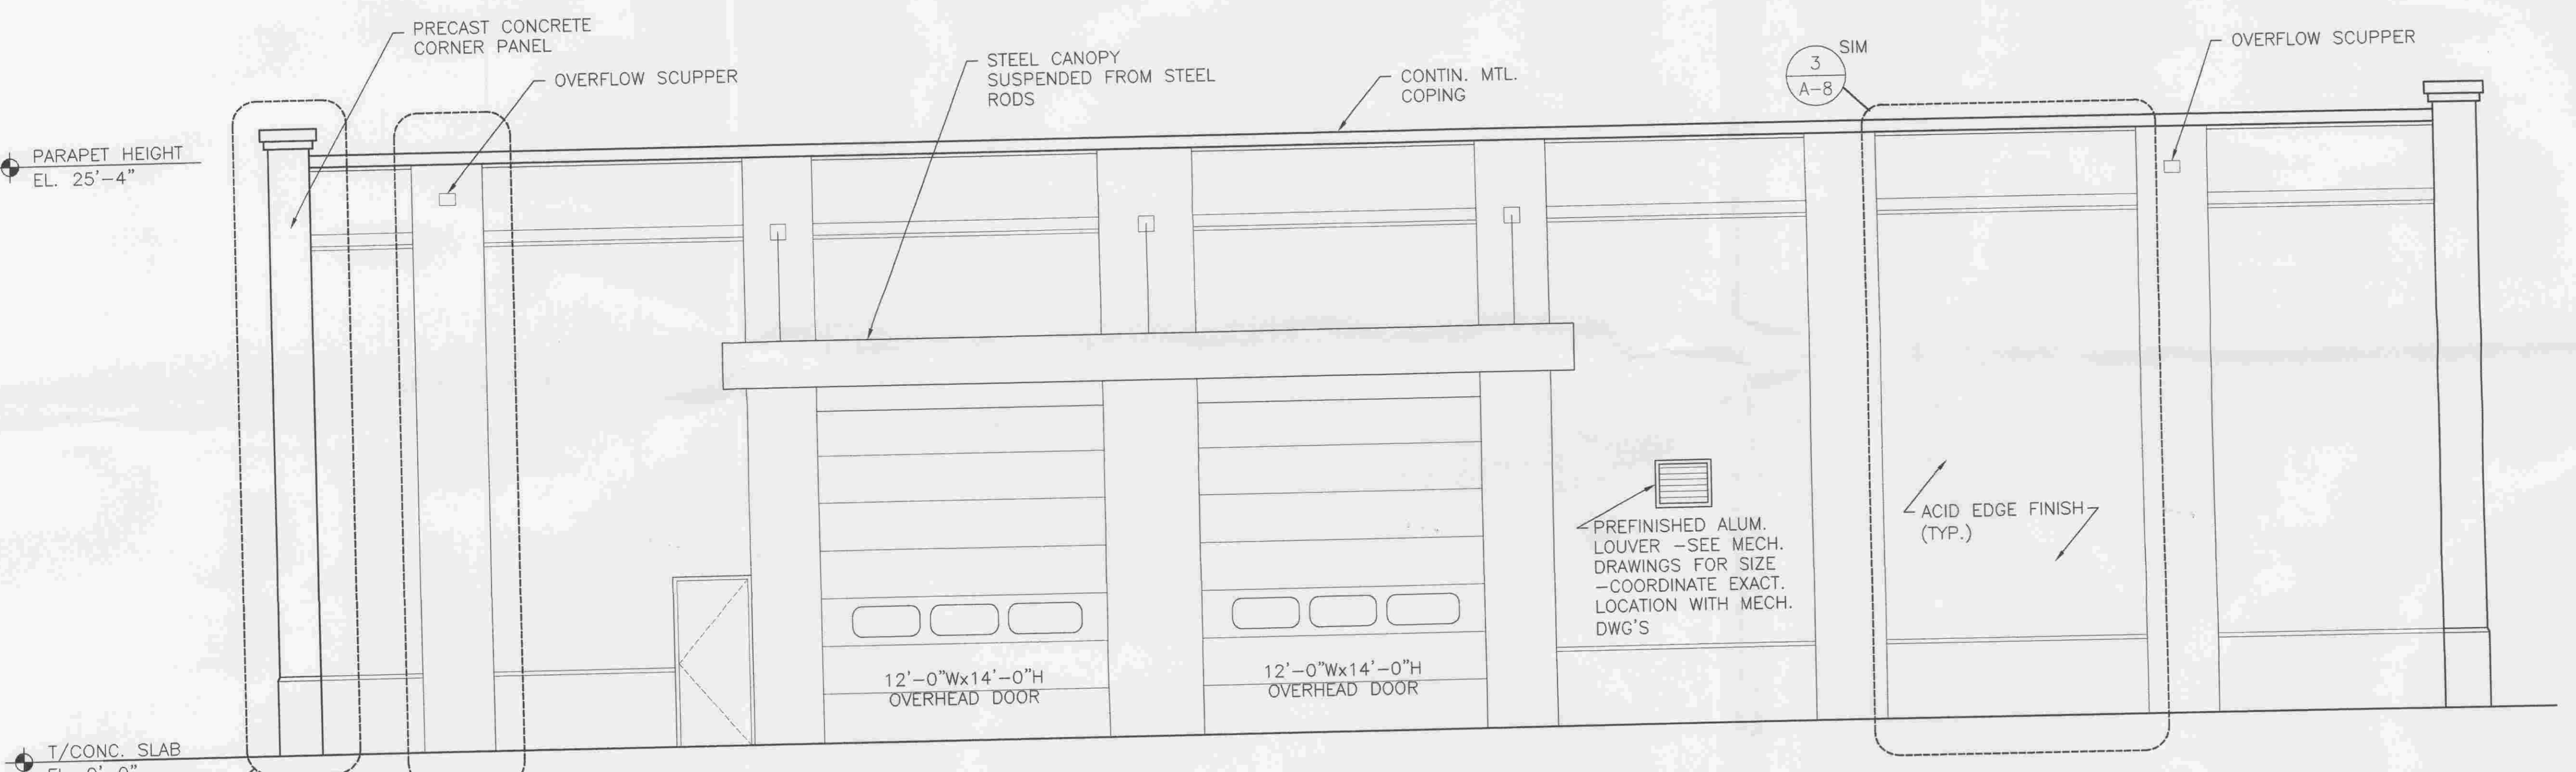 PRECAST CONCRETE
CORNER PANEL
OVERFLOW SCUPPER
STEEL CANOPY
SUSPENDED FROM STEEL
RODS
CONTIN. MTL.
COPING
3
A-8
SIM
OVERFLOW SCUPPER
PARAPET HEIGHT
EL. 25'-4"
PREFINISHED ALUM.
LOUVER -SEE MECH.
DRAWINGS FOR SIZE
-COORDINATE EXACT.
LOCATION WITH MECH.
DWG'S
ACID EDGE FINISH
(TYP.)
12'-0"Wx14'-0"H
OVERHEAD DOOR
12'-0"Wx14'-0"H
OVERHEAD DOOR
T/CONC. SLAB